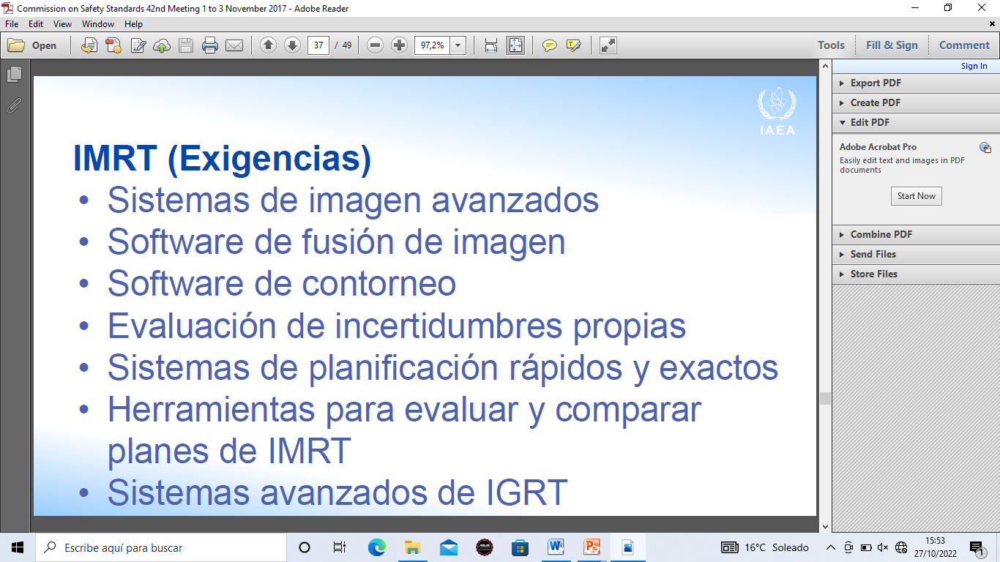 Commission on Safety Standards 42nd Meeting 1 to 3 November 2017 - Adobe Reader
File Edit View Window Help
Open 37 / 49 97,2% Tools Fill & Sign Comment
Sign In
Export PDF
Create PDF
Edit PDF
Adobe Acrobat Pro
Easily edit text and images in PDF
documents
Start Now
Combine PDF
Send Files
Store Files
IAEA
IMRT (Exigencias)
• Sistemas de imagen avanzados
• Software de fusión de imagen
• Software de contorneo
• Evaluación de incertidumbres propias
• Sistemas de planificación rápidos y exactos
• Herramientas para evaluar y comparar
planes de IMRT
• Sistemas avanzados de IGRT
Escribe aquí para buscar
16°C Soleado
15:53
27/10/2022
1